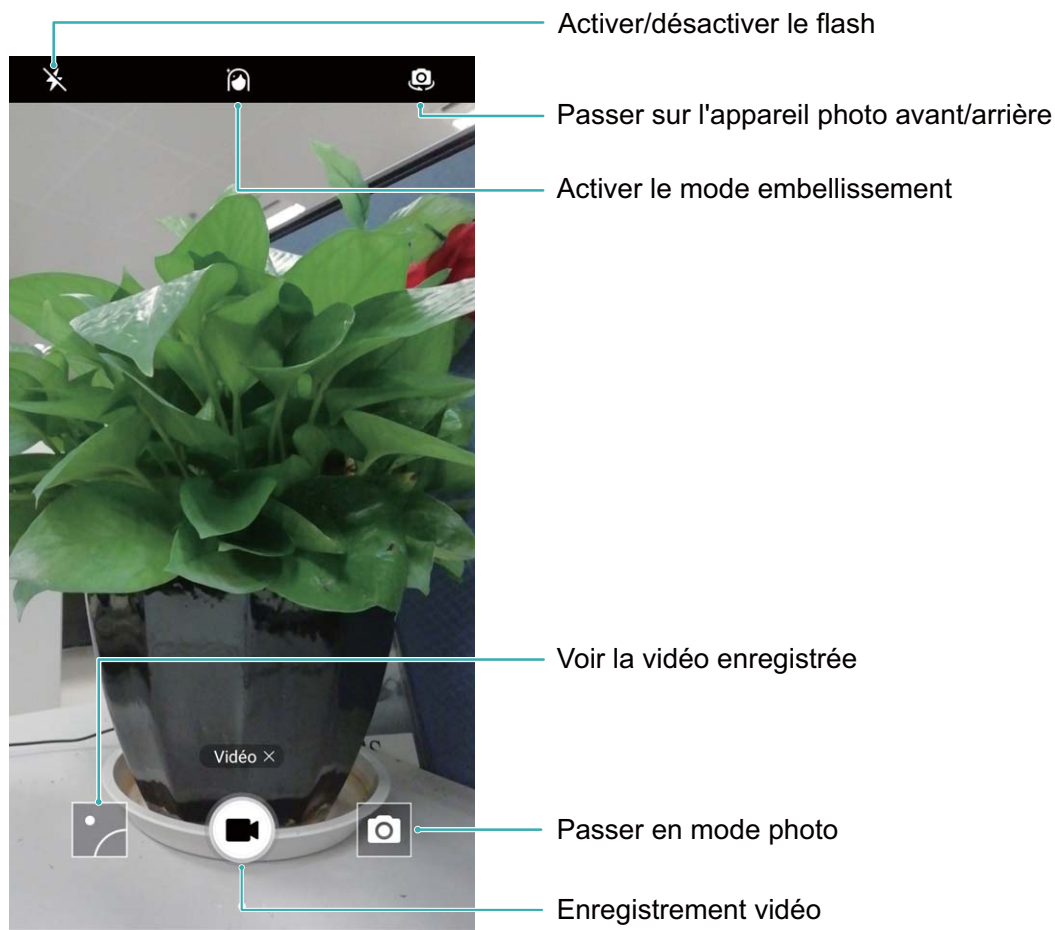 Activer/désactiver le flash
Passer sur l'appareil photo avant/arrière
Activer le mode embellissement
Voir la vidéo enregistrée
Vidéo ×
Passer en mode photo
Enregistrement vidéo